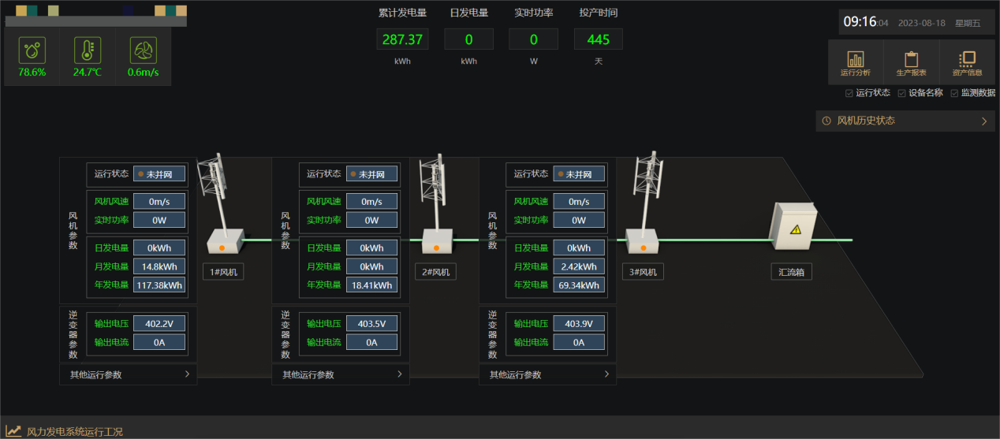 累计发电量 日发电量 实时功率 投产时间
287.37 0 0 445
kWh kWh W 天
09:16:04 2023-08-18 星期五
78.6% 24.7℃ 0.6m/s
运行分析 生产报表 资产信息
运行状态 设备名称 监测数据
风机历史状态
风机参数
运行状态 未并网
风机风速 0m/s
实时功率 0W
日发电量 0kWh
月发电量 14.8kWh
年发电量 117.38kWh
逆变器参数
输出电压 402.2V
输出电流 0A
其他运行参数
1#风机
风机参数
运行状态 未并网
风机风速 0m/s
实时功率 0W
日发电量 0kWh
月发电量 0kWh
年发电量 18.41kWh
逆变器参数
输出电压 403.5V
输出电流 0A
其他运行参数
2#风机
风机参数
运行状态 未并网
风机风速 0m/s
实时功率 0W
日发电量 0kWh
月发电量 2.42kWh
年发电量 69.34kWh
逆变器参数
输出电压 403.9V
输出电流 0A
其他运行参数
3#风机
汇流箱
风力发电系统运行工况